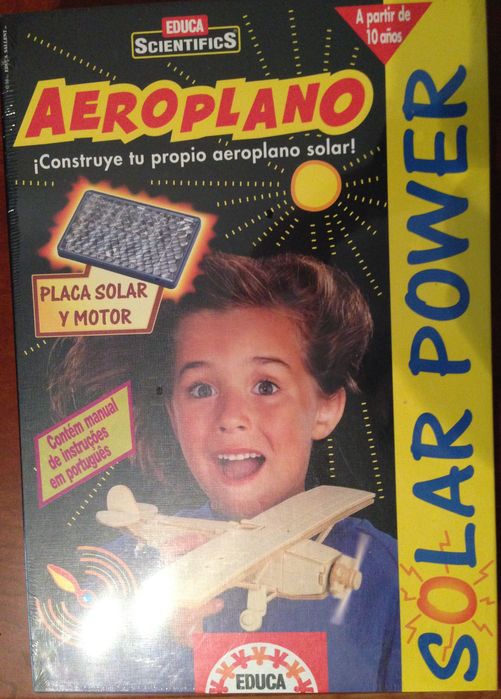 EDUCA
SCIENTIFICS
A partir de
10 años
AEROPLANO
¡Construye tu propio aeroplano solar!
PLACA SOLAR
Y MOTOR
Contém manual
de instruções
em português
SOLAR POWER
EDUCA